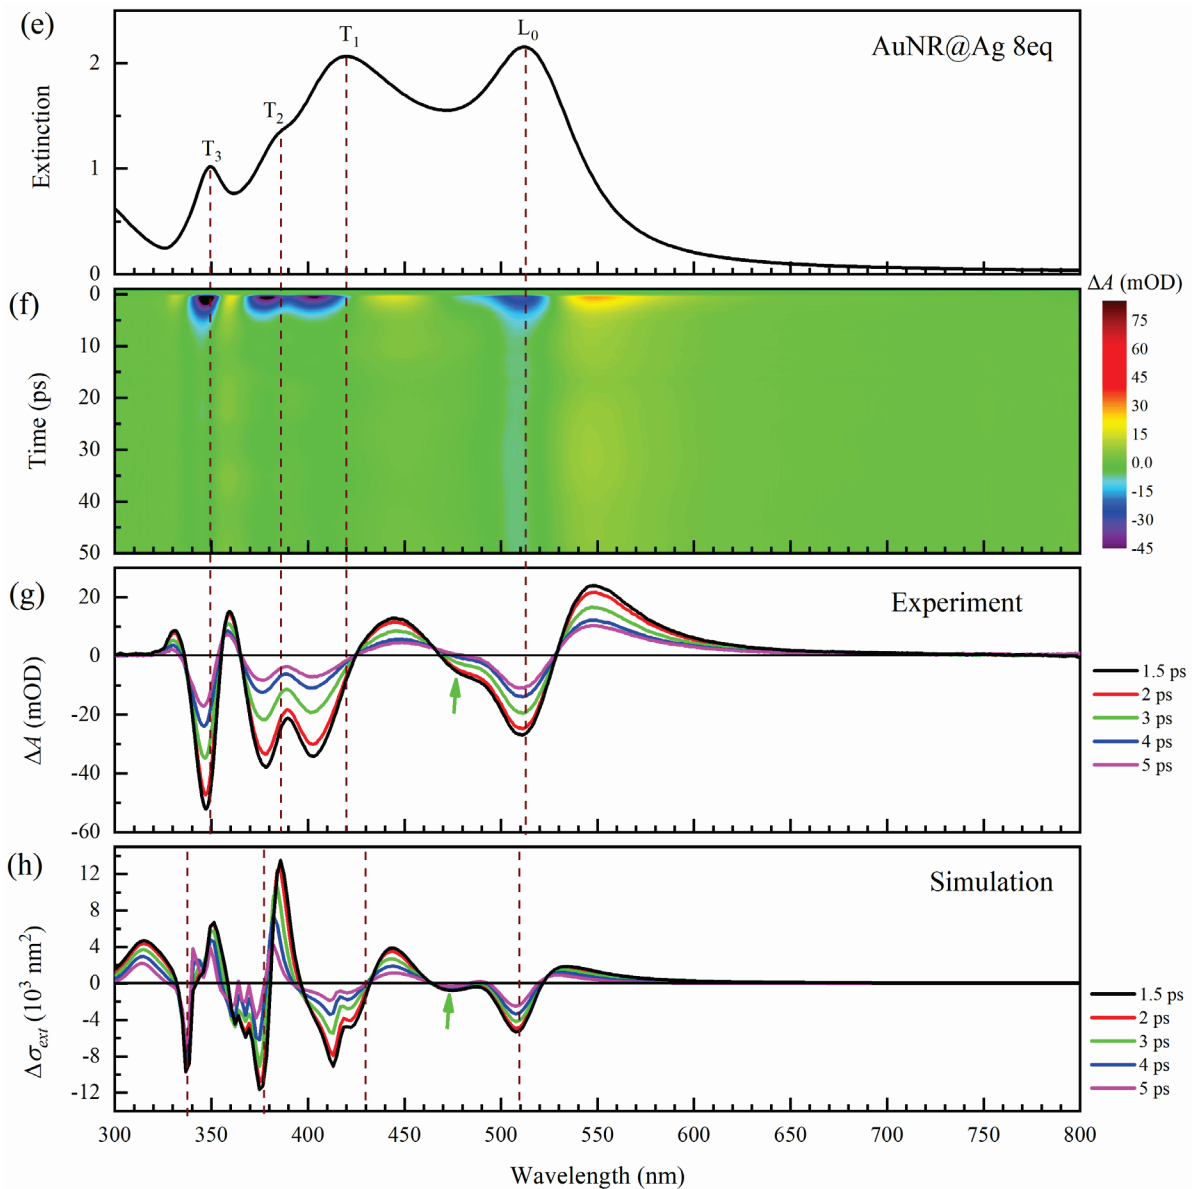 (e)
AuNR@Ag 8eq
T3
T2
T1
L0
Extinction
2
1
0
(f)
ΔA (mOD)
Time (ps)
0
10
20
30
40
50
75
60
45
30
15
0.0
-15
-30
-45
(g)
Experiment
ΔA (mOD)
20
0
-20
-40
-60
1.5 ps
2 ps
3 ps
4 ps
5 ps
(h)
Simulation
Δσext (10³ nm²)
12
8
4
0
-4
-8
-12
1.5 ps
2 ps
3 ps
4 ps
5 ps
300 350 400 450 500 550 600 650 700 750 800
Wavelength (nm)